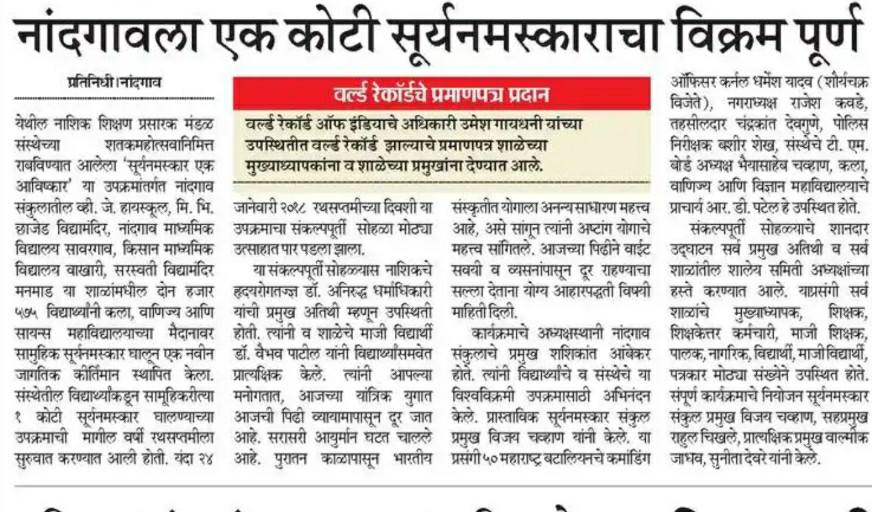 नांदगावला एक कोटी सूर्यनमस्काराचा विक्रम पूर्ण
प्रतिनिधी।नांदगाव
येथील नाशिक शिक्षण प्रसारक मंडळ
संस्थेच्या शतकमहोत्सवानिमित्त
राबविण्यात आलेला 'सूर्यनमस्कार एक
आविष्कार' या उपक्रमांतर्गत नांदगाव
संकुलातील व्ही. जे. हायस्कूल, मि. भि.
छाजेड विद्यामंदिर, नांदगाव माध्यमिक
विद्यालय सावरगाव, किसान माध्यमिक
विद्यालय वाखारी, सरस्वती विद्यामंदिर
मनमाड या शाळांमधील दोन हजार
५७५ विद्यार्थ्यांनी कला, वाणिज्य आणि
सायन्स महाविद्यालयाच्या मैदानावर
सामुहिक सूर्यनमस्कार घालून एक नवीन
जागतिक कीर्तिमान स्थापित केला.
संस्थेतील विद्यार्थ्यांकडून सामूहिकरीत्या
१ कोटी सूर्यनमस्कार घालण्याच्या
उपक्रमाची मागील वर्षी रथसप्तमीला
सुरुवात करण्यात आली होती. यंदा २४
वर्ल्ड रेकॉर्डचे प्रमाणपत्र प्रदान
वर्ल्ड रेकॉर्ड ऑफ इंडियाचे अधिकारी उमेश गायधनी यांच्या
उपस्थितीत वर्ल्ड रेकॉर्ड झाल्याचे प्रमाणपत्र शाळेच्या
मुख्याध्यापकांना व शाळेच्या प्रमुखांना देण्यात आले.
जानेवारी २०१८ रथसप्तमीच्या दिवशी या
उपक्रमाचा संकल्पपूर्ती सोहळा मोठ्या
उत्साहात पार पडला झाला.
या संकल्पपूर्ती सोहळ्यास नाशिकचे
हृदयरोगतज्ज्ञ डॉ. अनिरुद्ध धर्माधिकारी
यांची प्रमुख अतिथी म्हणून उपस्थिती
होती. त्यांनी व शाळेचे माजी विद्यार्थी
डॉ. वैभव पाटील यांनी विद्यार्थ्यांसमवेत
प्रात्यक्षिक केले. त्यांनी आपल्या
मनोगतात, आजच्या यांत्रिक युगात
आजची पिढी व्यायामापासून दूर जात
आहे. सरासरी आयुर्मान घटत चालले
आहे. पुरातन काळापासून भारतीय
संस्कृतीत योगाला अनन्यसाधारण महत्त्व
आहे, असे सांगून त्यांनी अष्टांग योगाचे
महत्त्व सांगितले. आजच्या पिढीने वाईट
सवयी व व्यसनांपासून दूर राहण्याचा
सल्ला देताना योग्य आहारपद्धती विषयी
माहिती दिली.
कार्यक्रमाचे अध्यक्षस्थानी नांदगाव
संकुलाचे प्रमुख शशिकांत आंबेकर
होते. त्यांनी विद्यार्थ्यांचे व संस्थेचे या
विश्वविक्रमी उपक्रमासाठी अभिनंदन
केले. प्रास्ताविक सूर्यनमस्कार संकुल
प्रमुख विजय चव्हाण यांनी केले. या
प्रसंगी ५० महाराष्ट्र बटालियनचे कमांडिंग
ऑफिसर कर्नल धर्मेश यादव (शौर्यचक्र
विजेते), नगराध्यक्ष राजेश कवडे,
तहसीलदार चंद्रकांत देवगुणे, पोलिस
निरीक्षक बशीर शेख, संस्थेचे टी. एम.
बोर्ड अध्यक्ष भैयासाहेब चव्हाण, कला,
वाणिज्य आणि विज्ञान महाविद्यालयाचे
प्राचार्य आर. डी. पटेल हे उपस्थित होते.
संकल्पपूर्ती सोहळ्याचे शानदार
उद्घाटन सर्व प्रमुख अतिथी व सर्व
शाळांतील शालेय समिती अध्यक्षांच्या
हस्ते करण्यात आले. याप्रसंगी सर्व
शाळांचे मुख्याध्यापक, शिक्षक,
शिक्षकेत्तर कर्मचारी, माजी शिक्षक,
पालक, नागरिक, विद्यार्थी, माजी विद्यार्थी,
पत्रकार मोठ्या संख्येने उपस्थित होते.
संपूर्ण कार्यक्रमाचे नियोजन सूर्यनमस्कार
संकुल प्रमुख विजय चव्हाण, सहप्रमुख
राहुल चिखले, प्रात्यक्षिक प्रमुख वाल्मीक
जाधव, सुनीता देवरे यांनी केले.